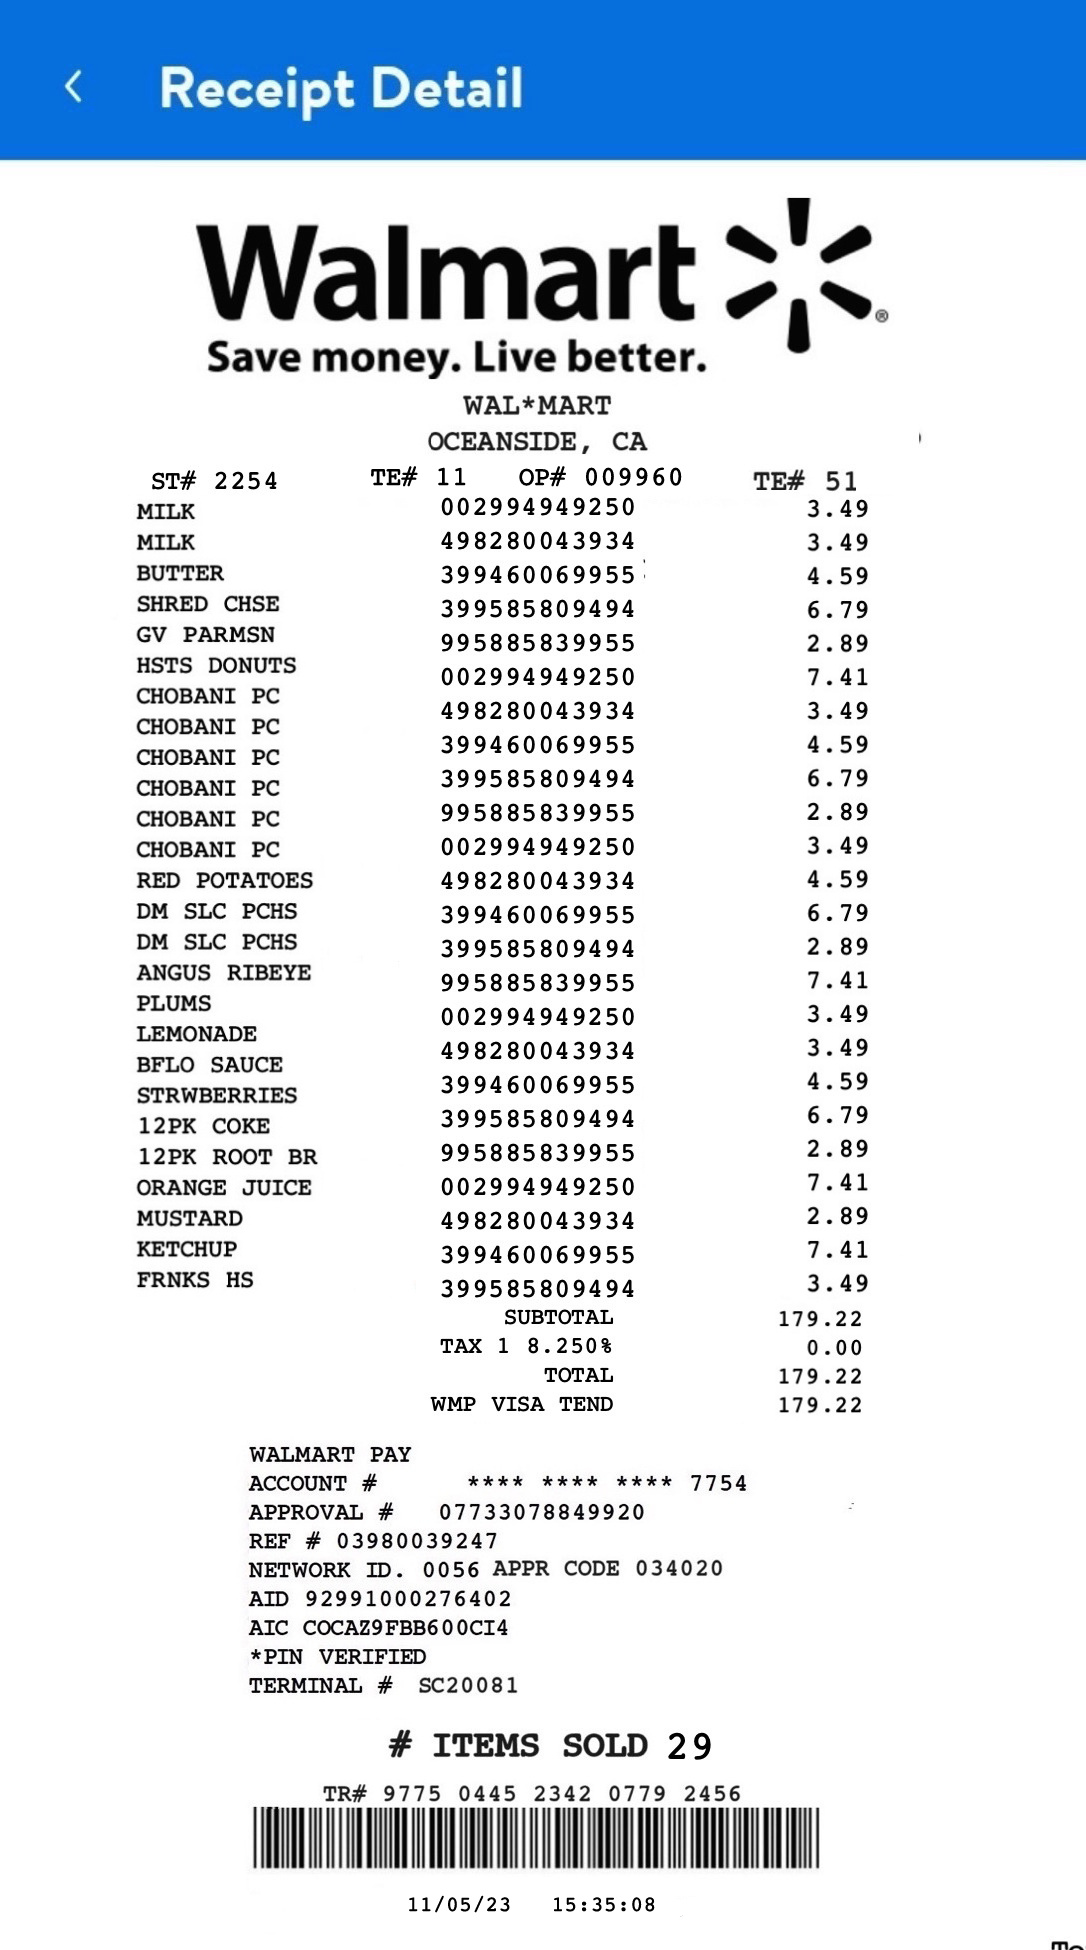 Receipt Detail
Walmart
Save money. Live better.
WAL*MART
OCEANSIDE, CA
ST# 2254 TE# 11 OP# 009960 TE# 51
MILK 002994949250 3.49
MILK 498280043934 3.49
BUTTER 399460069955 4.59
SHRED CHSE 399585809494 6.79
GV PARMSN 995885839955 2.89
HSTS DONUTS 002994949250 7.41
CHOBANI PC 498280043934 3.49
CHOBANI PC 399460069955 4.59
CHOBANI PC
CHOBANI PC 399585809494 6.79
CHOBANI PC 995885839955 2.89
CHOBANI PC 002994949250 3.49
RED POTATOES 498280043934 4.59
DM SLC PCHS 399460069955 6.79
DM SLC PCHS 399585809494 2.89
ANGUS RIBEYE 995885839955 7.41
PLUMS 002994949250 3.49
LEMONADE 498280043934 3.49
BFLO SAUCE
STRWBERRIES 399460069955 4.59
12PK COKE 399585809494 6.79
12PK ROOT BR 995885839955 2.89
ORANGE JUICE 002994949250 7.41
MUSTARD 498280043934 2.89
KETCHUP 399460069955 7.41
FRNKS HS 399585809494 3.49
SUBTOTAL 179.22
TAX 1 8.250% 0.00
TOTAL 179.22
WMP VISA TEND 179.22
WALMART PAY
ACCOUNT # **** **** **** 7754
APPROVAL # 07733078849920
REF # 03980039247
NETWORK ID. 0056 APPR CODE 034020
AID 92991000276402
AIC COCAZ9FBB600CI4
*PIN VERIFIED
TERMINAL # SC20081
# ITEMS SOLD 29
TR# 9775 0445 2342 0779 2456
11/05/23 15:35:08